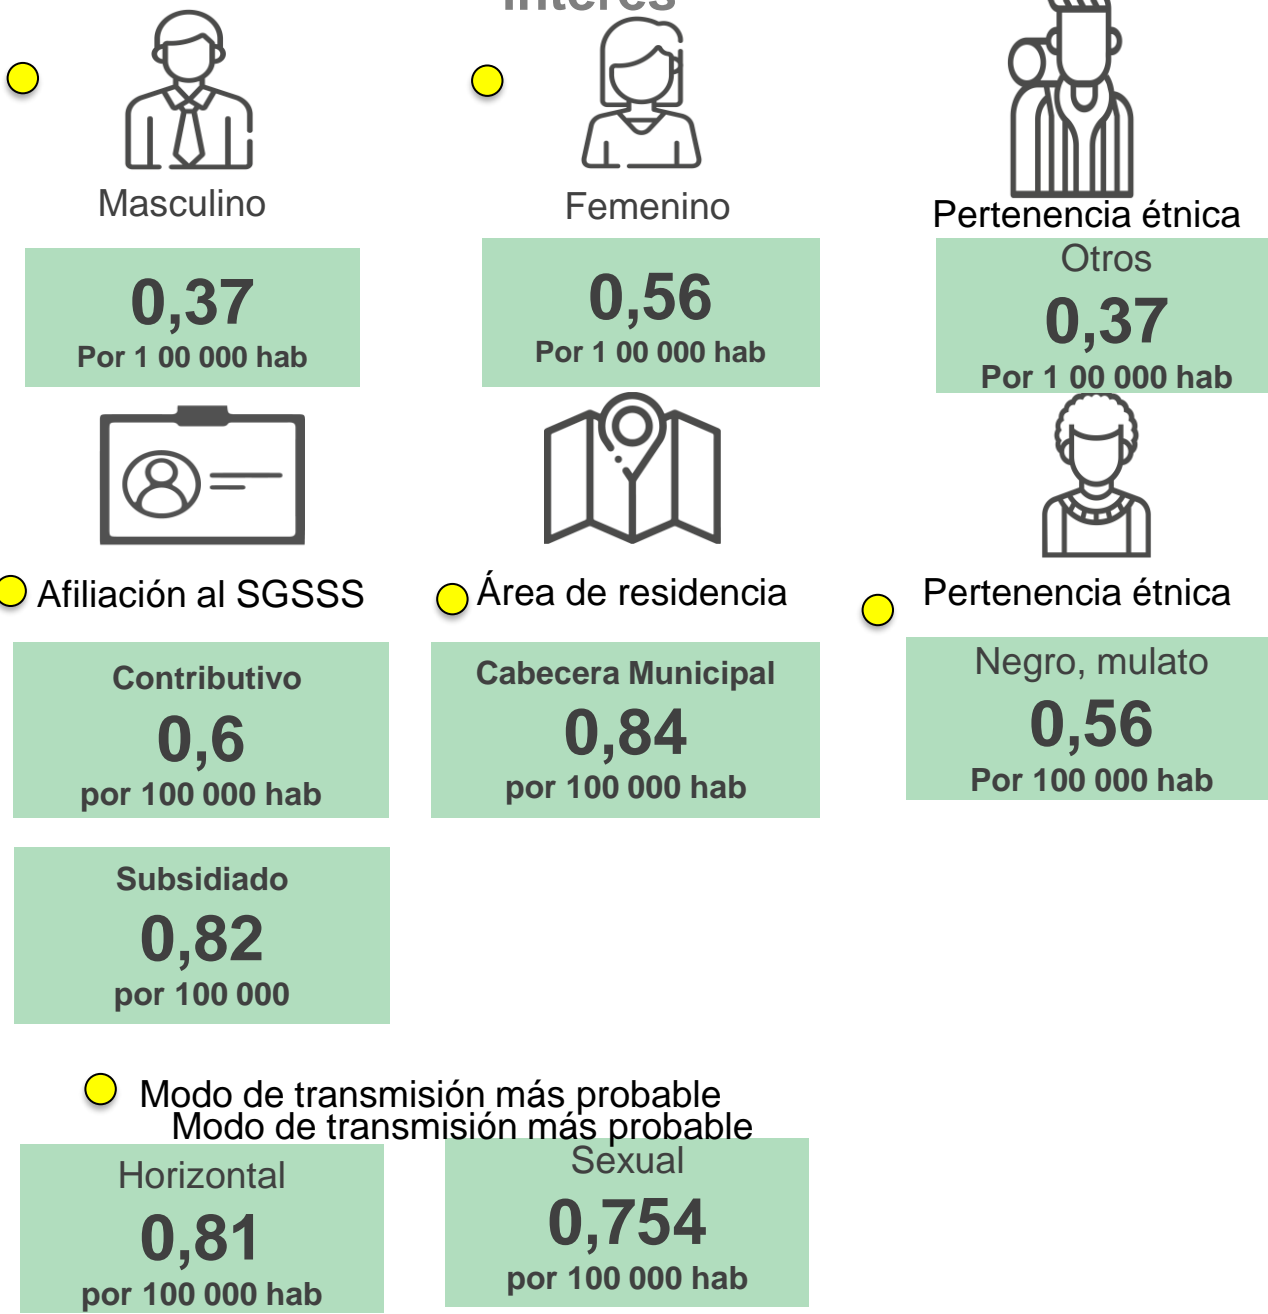 interés
Masculino
0,37
Por 1 00 000 hab
Femenino
0,56
Por 1 00 000 hab
Pertenencia étnica
Otros
0,37
Por 1 00 000 hab
Afiliación al SGSSS
Contributivo
0,6
por 100 000 hab
Subsidiado
0,82
por 100 000
Área de residencia
Cabecera Municipal
0,84
por 100 000 hab
Pertenencia étnica
Negro, mulato
0,56
Por 100 000 hab
Modo de transmisión más probable
Modo de transmisión más probable
Horizontal
0,81
por 100 000 hab
Sexual
0,754
por 100 000 hab